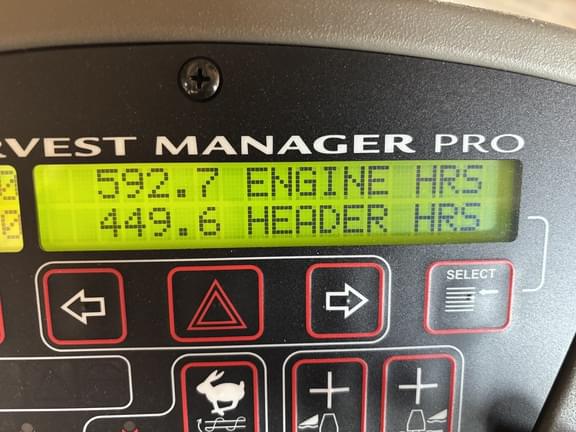 RVEST MANAGER PRO
592.7 ENGINE HRS
449.6 HEADER HRS
SELECT